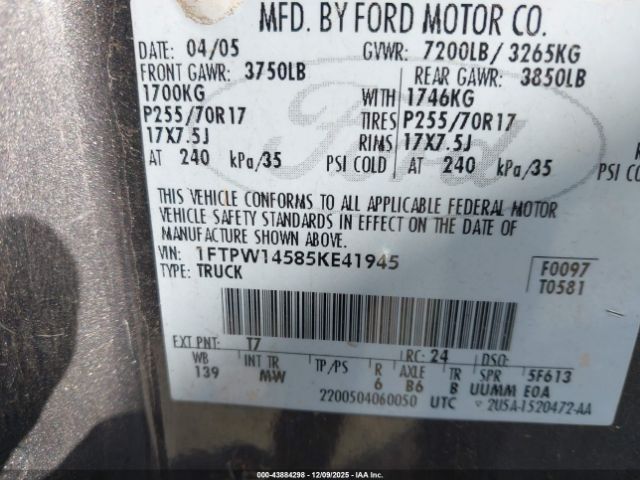 MFD. BY FORD MOTOR CO.
DATE: 04/05 GVWR: 7200LB/ 3265KG
FRONT GAWR: 3750LB REAR GAWR: 3850LB
1700KG WITH 1746KG
P255/70R17 TIRES P255/70R17
17X7.5J RIMS 17X7.5J
AT 240 kPa/35 PSI COLD AT 240 kPa/35 PSI CO
Ford
THIS VEHICLE CONFORMS TO ALL APPLICABLE FEDERAL MOTOR
VEHICLE SAFETY STANDARDS IN EFFECT ON THE DATE OF
MANUFACTURE SHOWN ABOVE.
VIN: 1FTPW14585KE41945 F0097
TYPE: TRUCK T0581
EXT PNT: T7 RC: 24 DSO:
WB INT TR TP/PS R AXLE TR SPR 5F613
139 MW 6 B6 B UUMM EOA
2200504060050 UTC 2U5A-1520472-AA
000-43884298 - 12/09/2025 - IAA Inc.